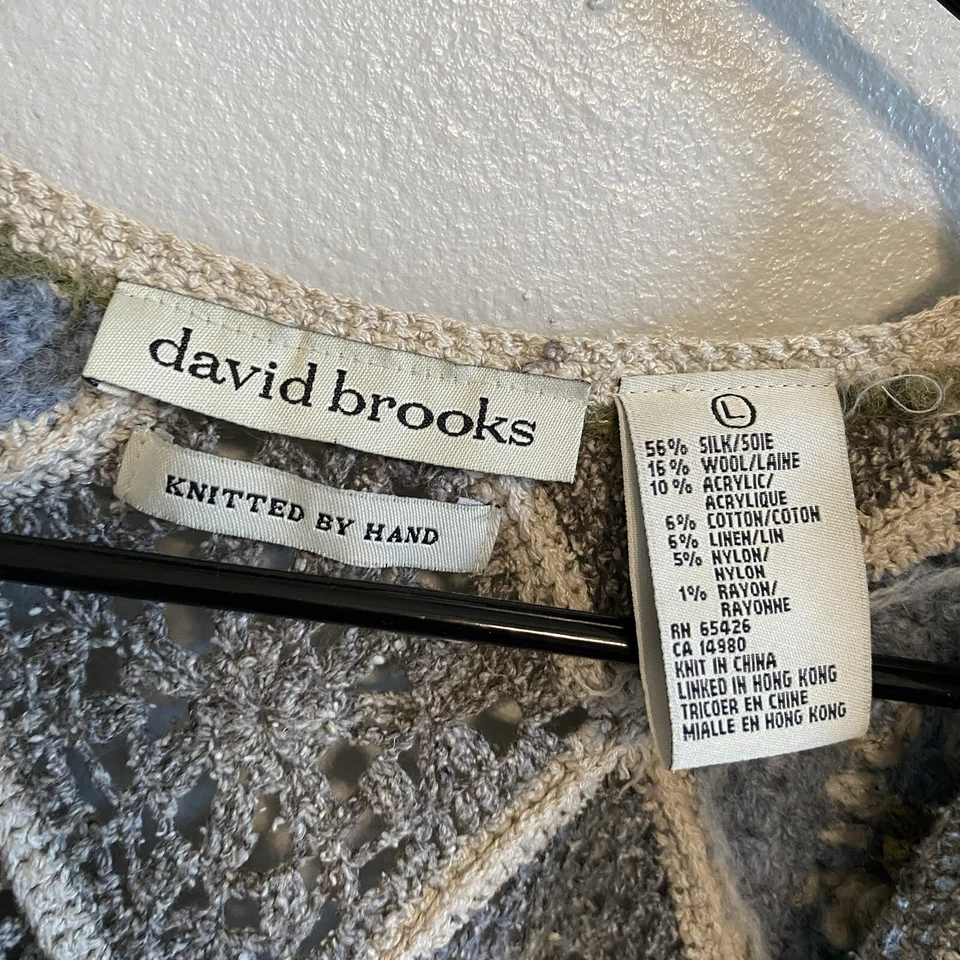 david brooks
KNITTED BY HAND
L
56% SILK/SOIE
16% WOOL/LAINE
10% ACRYLIC/
ACRYLIQUE
6% COTTON/COTON
6% LINEN/LIN
5% NYLON/
NYLON
1% RAYON/
RAYONNE
RN 65426
CA 14980
KNIT IN CHINA
LINKED IN HONG KONG
TRICOER EN CHINE
MIALLE EN HONG KONG